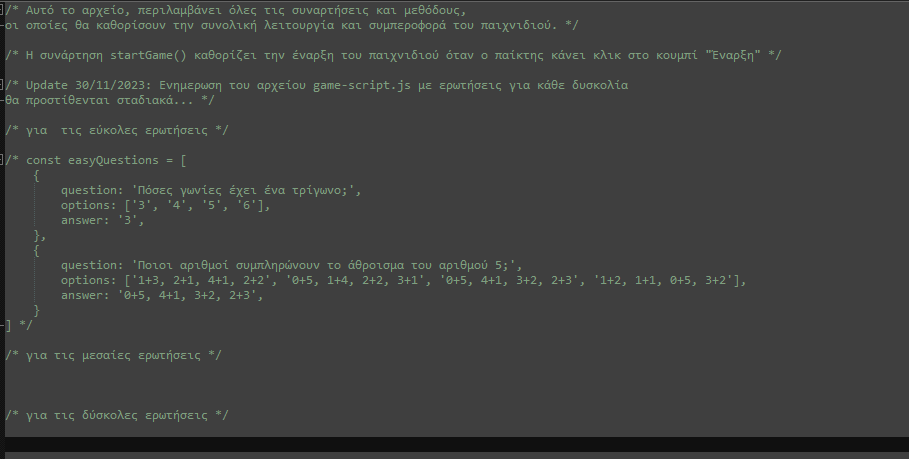 /* Αυτό το αρχείο, περιλαμβάνει όλες τις συναρτήσεις και μεθόδους,
οι οποίες θα καθορίσουν την συνολική λειτουργία και συμπεροφορά του παιχνιδιού. */
/* Η συνάρτηση startGame() καθορίζει την έναρξη του παιχνιδιού όταν ο παίκτης κάνει κλικ στο κουμπί "Έναρξη" */
/* Update 30/11/2023: Ενημερωση του αρχείου game-script.js με ερωτήσεις για κάθε δυσκολία
θα προστίθενται σταδιακά... */
/* για  τις εύκολες ερωτήσεις */
/* const easyQuestions = [
    {
        question: 'Πόσες γωνίες έχει ένα τρίγωνο;',
        options: ['3', '4', '5', '6'],
        answer: '3',
    },
    {
        question: 'Ποιοι αριθμοί συμπληρώνουν το άθροισμα του αριθμού 5;',
        options: ['1+3, 2+1, 4+1, 2+2', '0+5, 1+4, 2+2, 3+1', '0+5, 4+1, 3+2, 2+3', '1+2, 1+1, 0+5, 3+2'],
        answer: '0+5, 4+1, 3+2, 2+3',
    }
] */
/* για τις μεσαίες ερωτήσεις */
/* για τις δύσκολες ερωτήσεις */